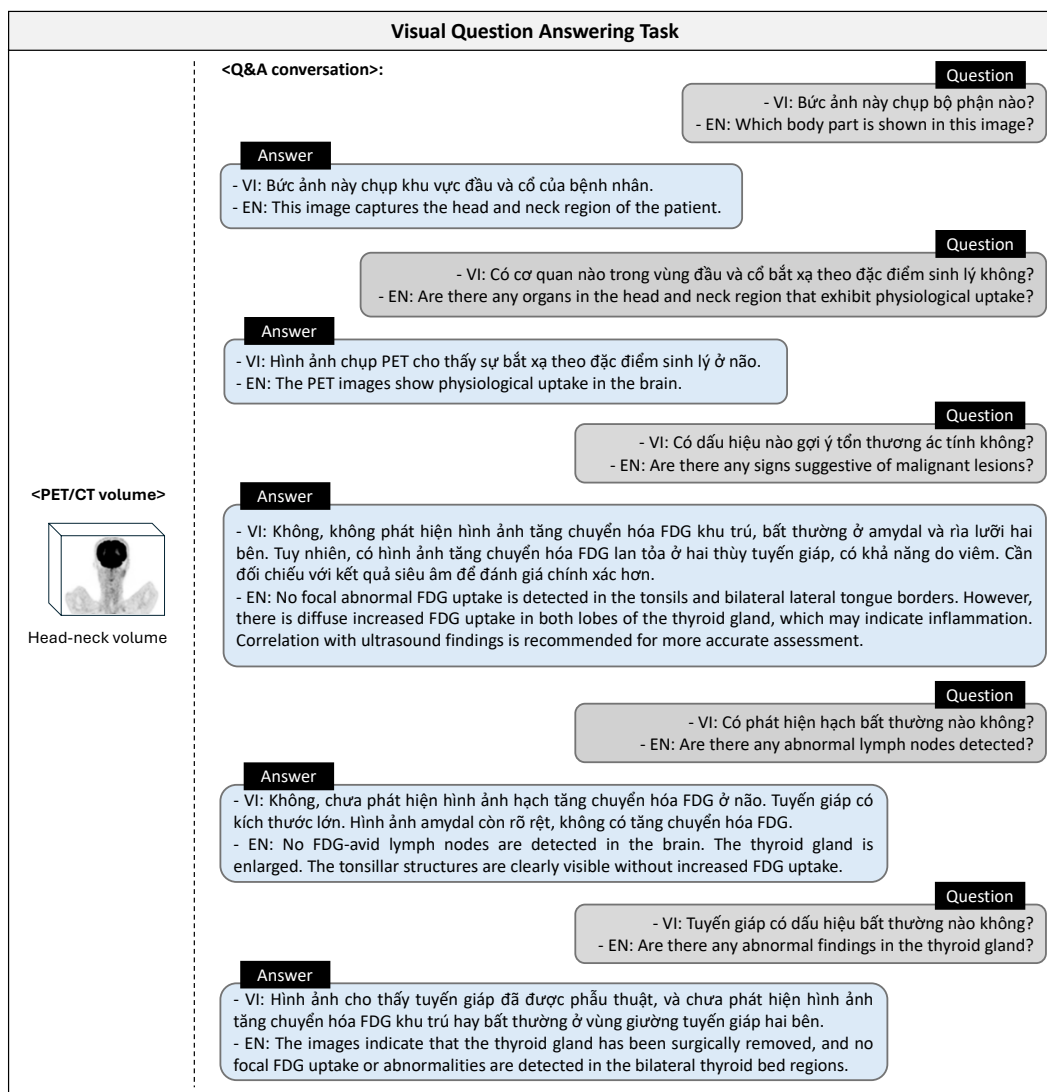 Visual Question Answering Task
<Q&A conversation>:
Question
- VI: Bức ảnh này chụp bộ phận nào?
- EN: Which body part is shown in this image?
Answer
- VI: Bức ảnh này chụp khu vực đầu và cổ của bệnh nhân.
- EN: This image captures the head and neck region of the patient.
Question
- VI: Có cơ quan nào trong vùng đầu và cổ bắt xạ theo đặc điểm sinh lý không?
- EN: Are there any organs in the head and neck region that exhibit physiological uptake?
Answer
- VI: Hình ảnh chụp PET cho thấy sự bắt xạ theo đặc điểm sinh lý ở não.
- EN: The PET images show physiological uptake in the brain.
Question
- VI: Có dấu hiệu nào gợi ý tổn thương ác tính không?
- EN: Are there any signs suggestive of malignant lesions?
<PET/CT volume>
Head-neck volume
Answer
- VI: Không, không phát hiện hình ảnh tăng chuyển hóa FDG khu trú, bất thường ở amydal và rìa lưỡi hai
bên. Tuy nhiên, có hình ảnh tăng chuyển hóa FDG lan tỏa ở hai thùy tuyến giáp, có khả năng do viêm. Cần
đối chiếu với kết quả siêu âm để đánh giá chính xác hơn.
- EN: No focal abnormal FDG uptake is detected in the tonsils and bilateral lateral tongue borders. However,
there is diffuse increased FDG uptake in both lobes of the thyroid gland, which may indicate inflammation.
Correlation with ultrasound findings is recommended for more accurate assessment.
Question
- VI: Có phát hiện hạch bất thường nào không?
- EN: Are there any abnormal lymph nodes detected?
Answer
- VI: Không, chưa phát hiện hình ảnh hạch tăng chuyển hóa FDG ở não. Tuyến giáp có
kích thước lớn. Hình ảnh amydal còn rõ rệt, không có tăng chuyển hóa FDG.
- EN: No FDG-avid lymph nodes are detected in the brain. The thyroid gland is
enlarged. The tonsillar structures are clearly visible without increased FDG uptake.
Question
- VI: Tuyến giáp có dấu hiệu bất thường nào không?
- EN: Are there any abnormal findings in the thyroid gland?
Answer
- VI: Hình ảnh cho thấy tuyến giáp đã được phẫu thuật, và chưa phát hiện hình ảnh
tăng chuyển hóa FDG khu trú hay bất thường ở vùng giường tuyến giáp hai bên.
- EN: The images indicate that the thyroid gland has been surgically removed, and no
focal FDG uptake or abnormalities are detected in the bilateral thyroid bed regions.